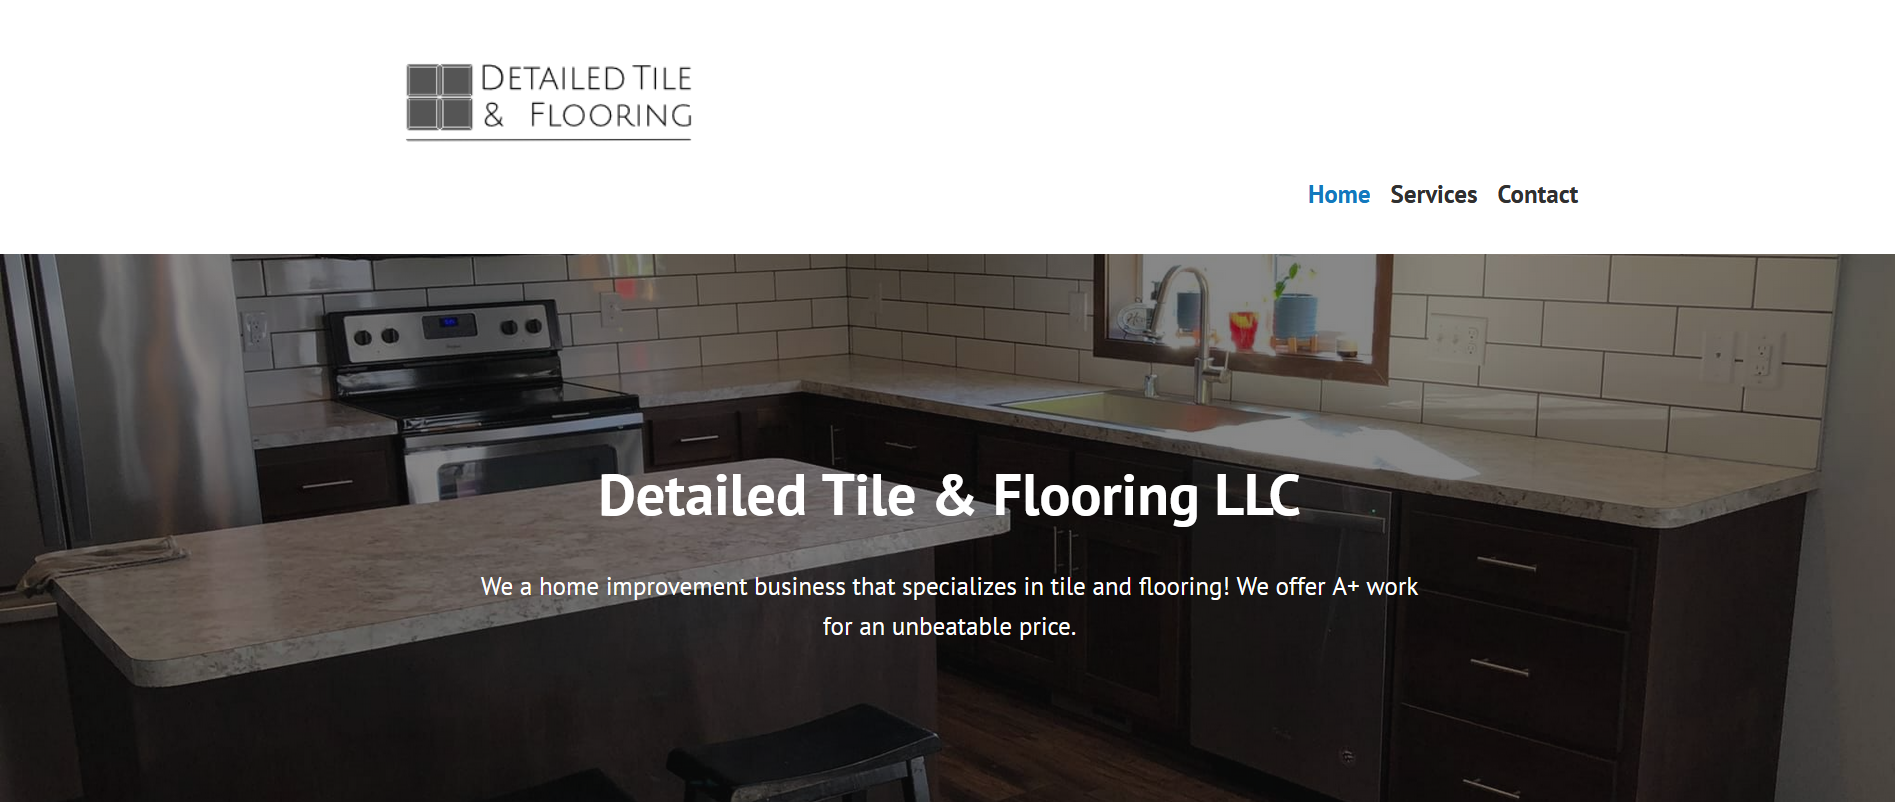 DETAILED TILE
& FLOORING
Home Services Contact
Detailed Tile & Flooring LLC
We a home improvement business that specializes in tile and flooring! We offer A+ work
for an unbeatable price.